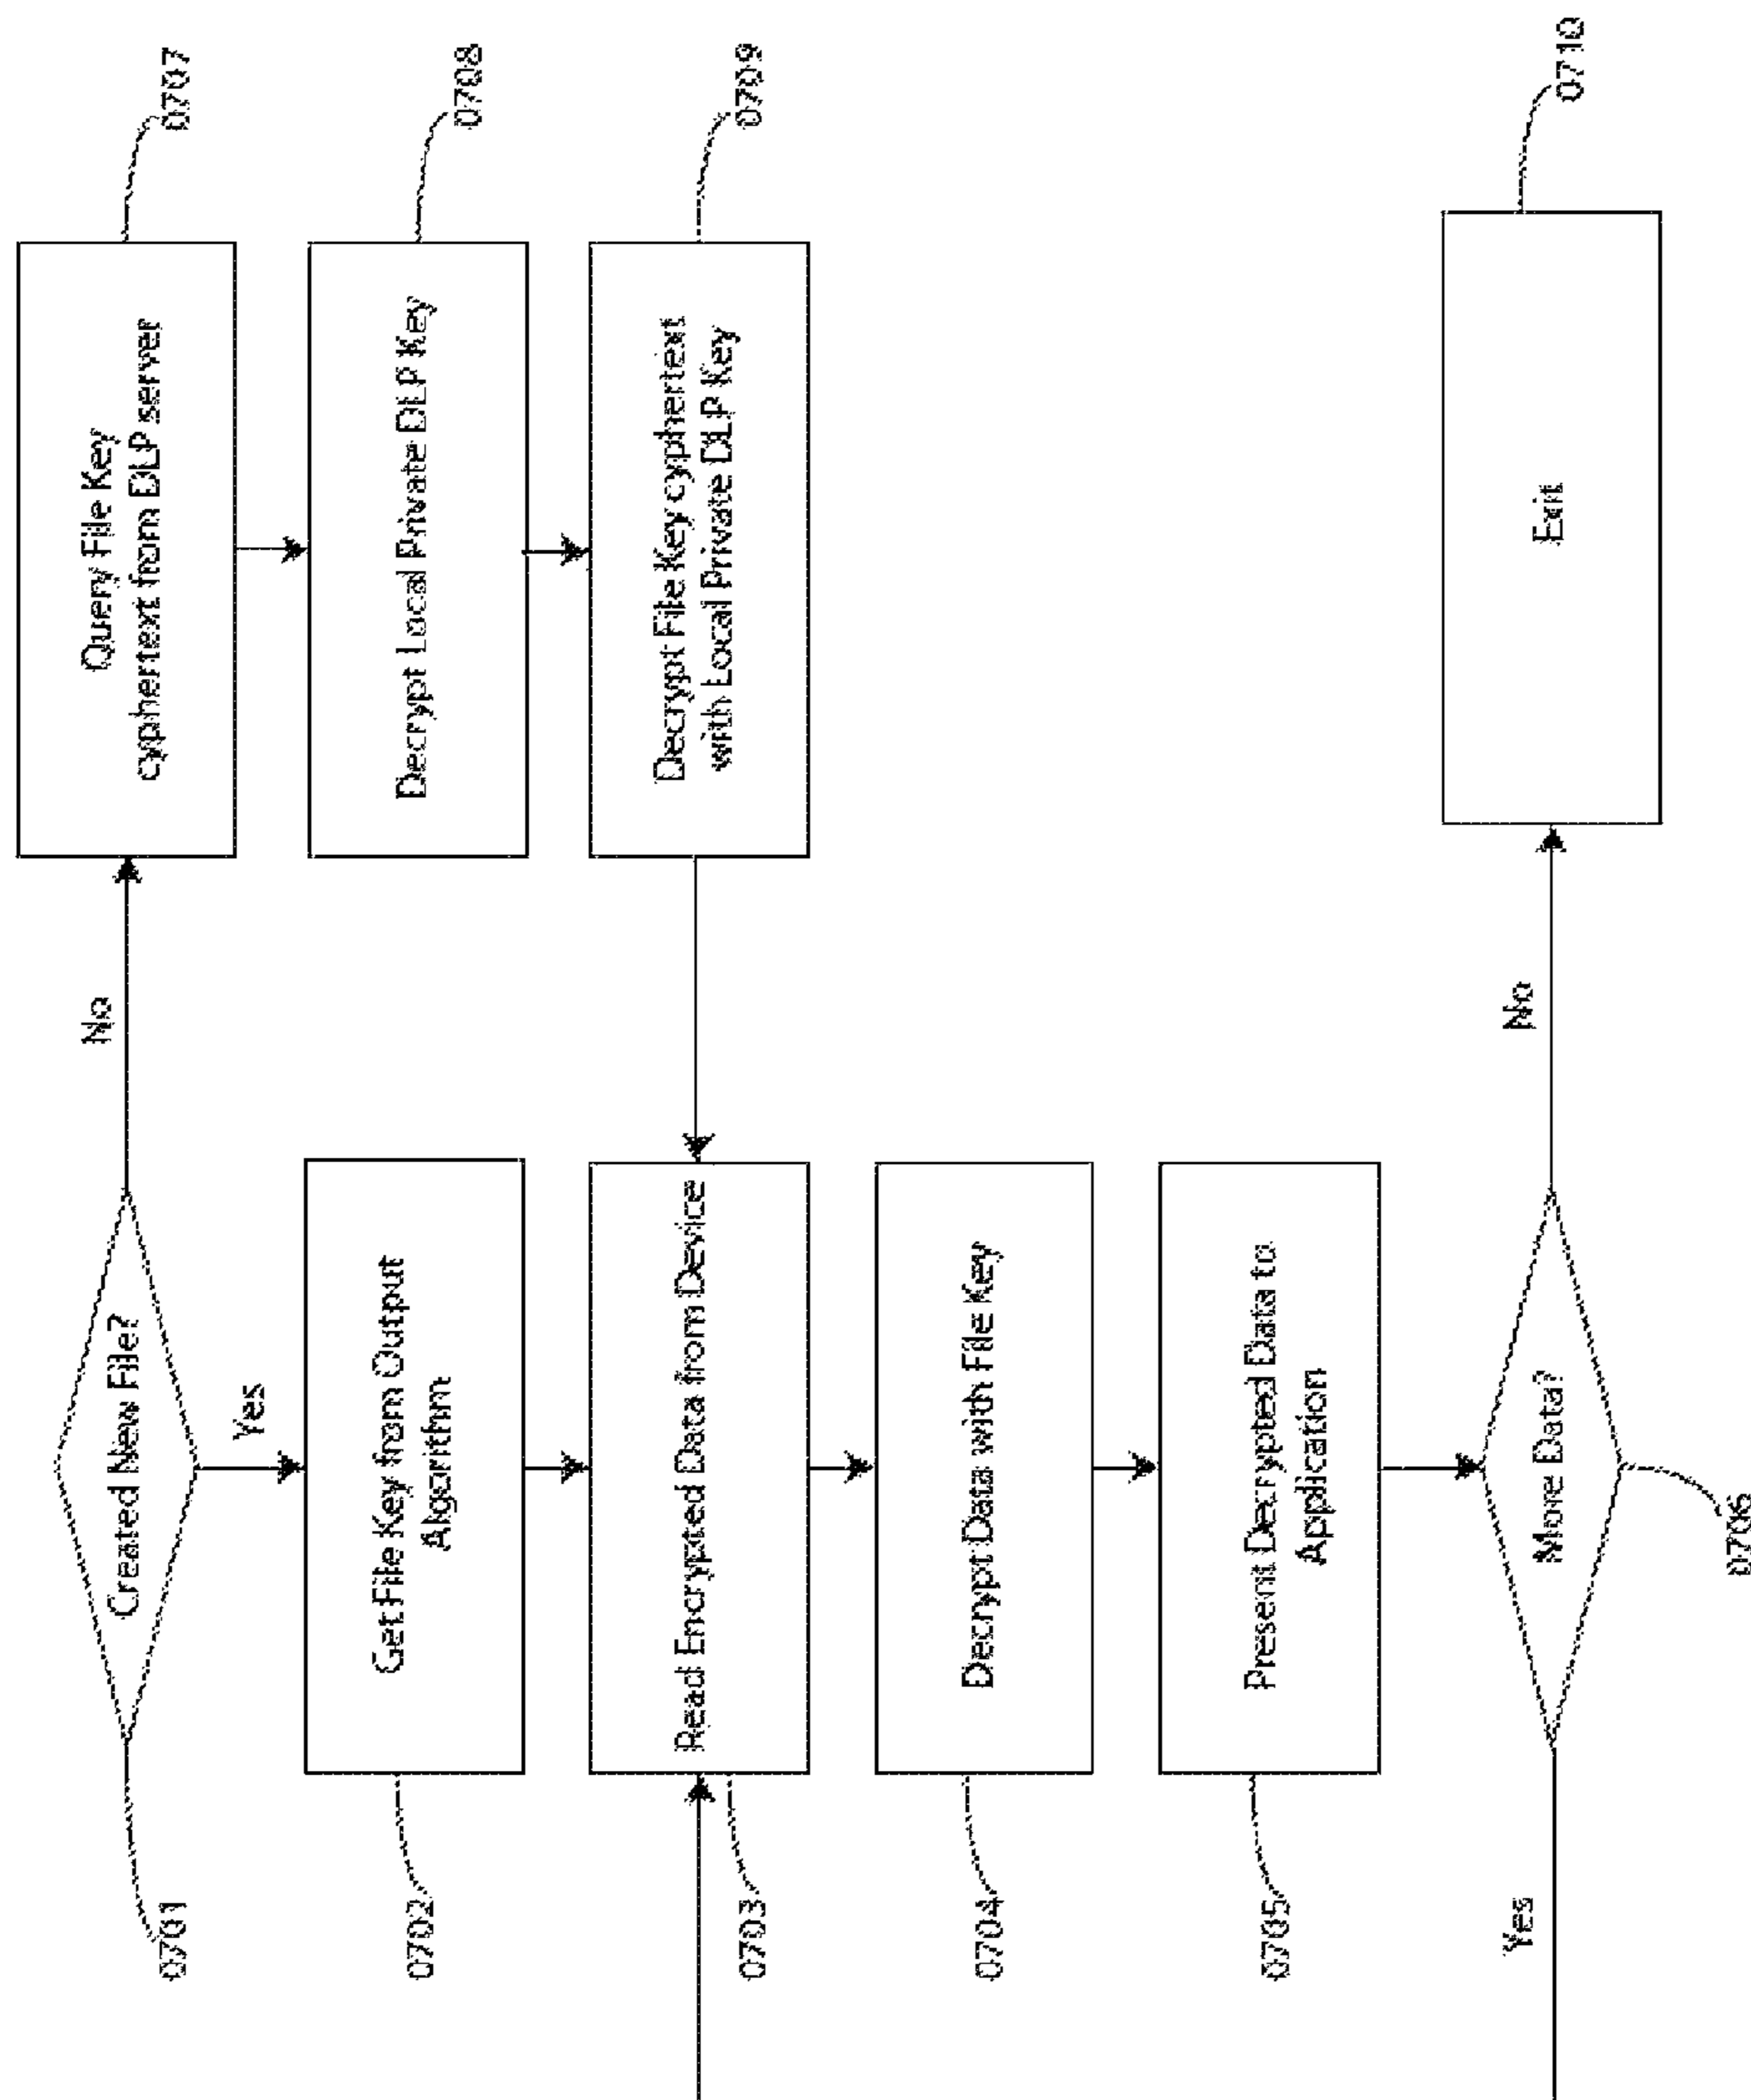 0701
Created New File?
No
Query File Key
cyphertext from DLP server
0707
Yes
0702
Get File Key from Output
Algorithm
Decrypt Local Private DLP Key
0708
0703
Read Encrypted Data from Device
Decrypt File Key cyphertext
with Local Private DLP Key
0709
0704
Decrypt Data with File Key
0705
Present Decrypted Data to
Application
Yes
More Data?
0706
No
Exit
0710